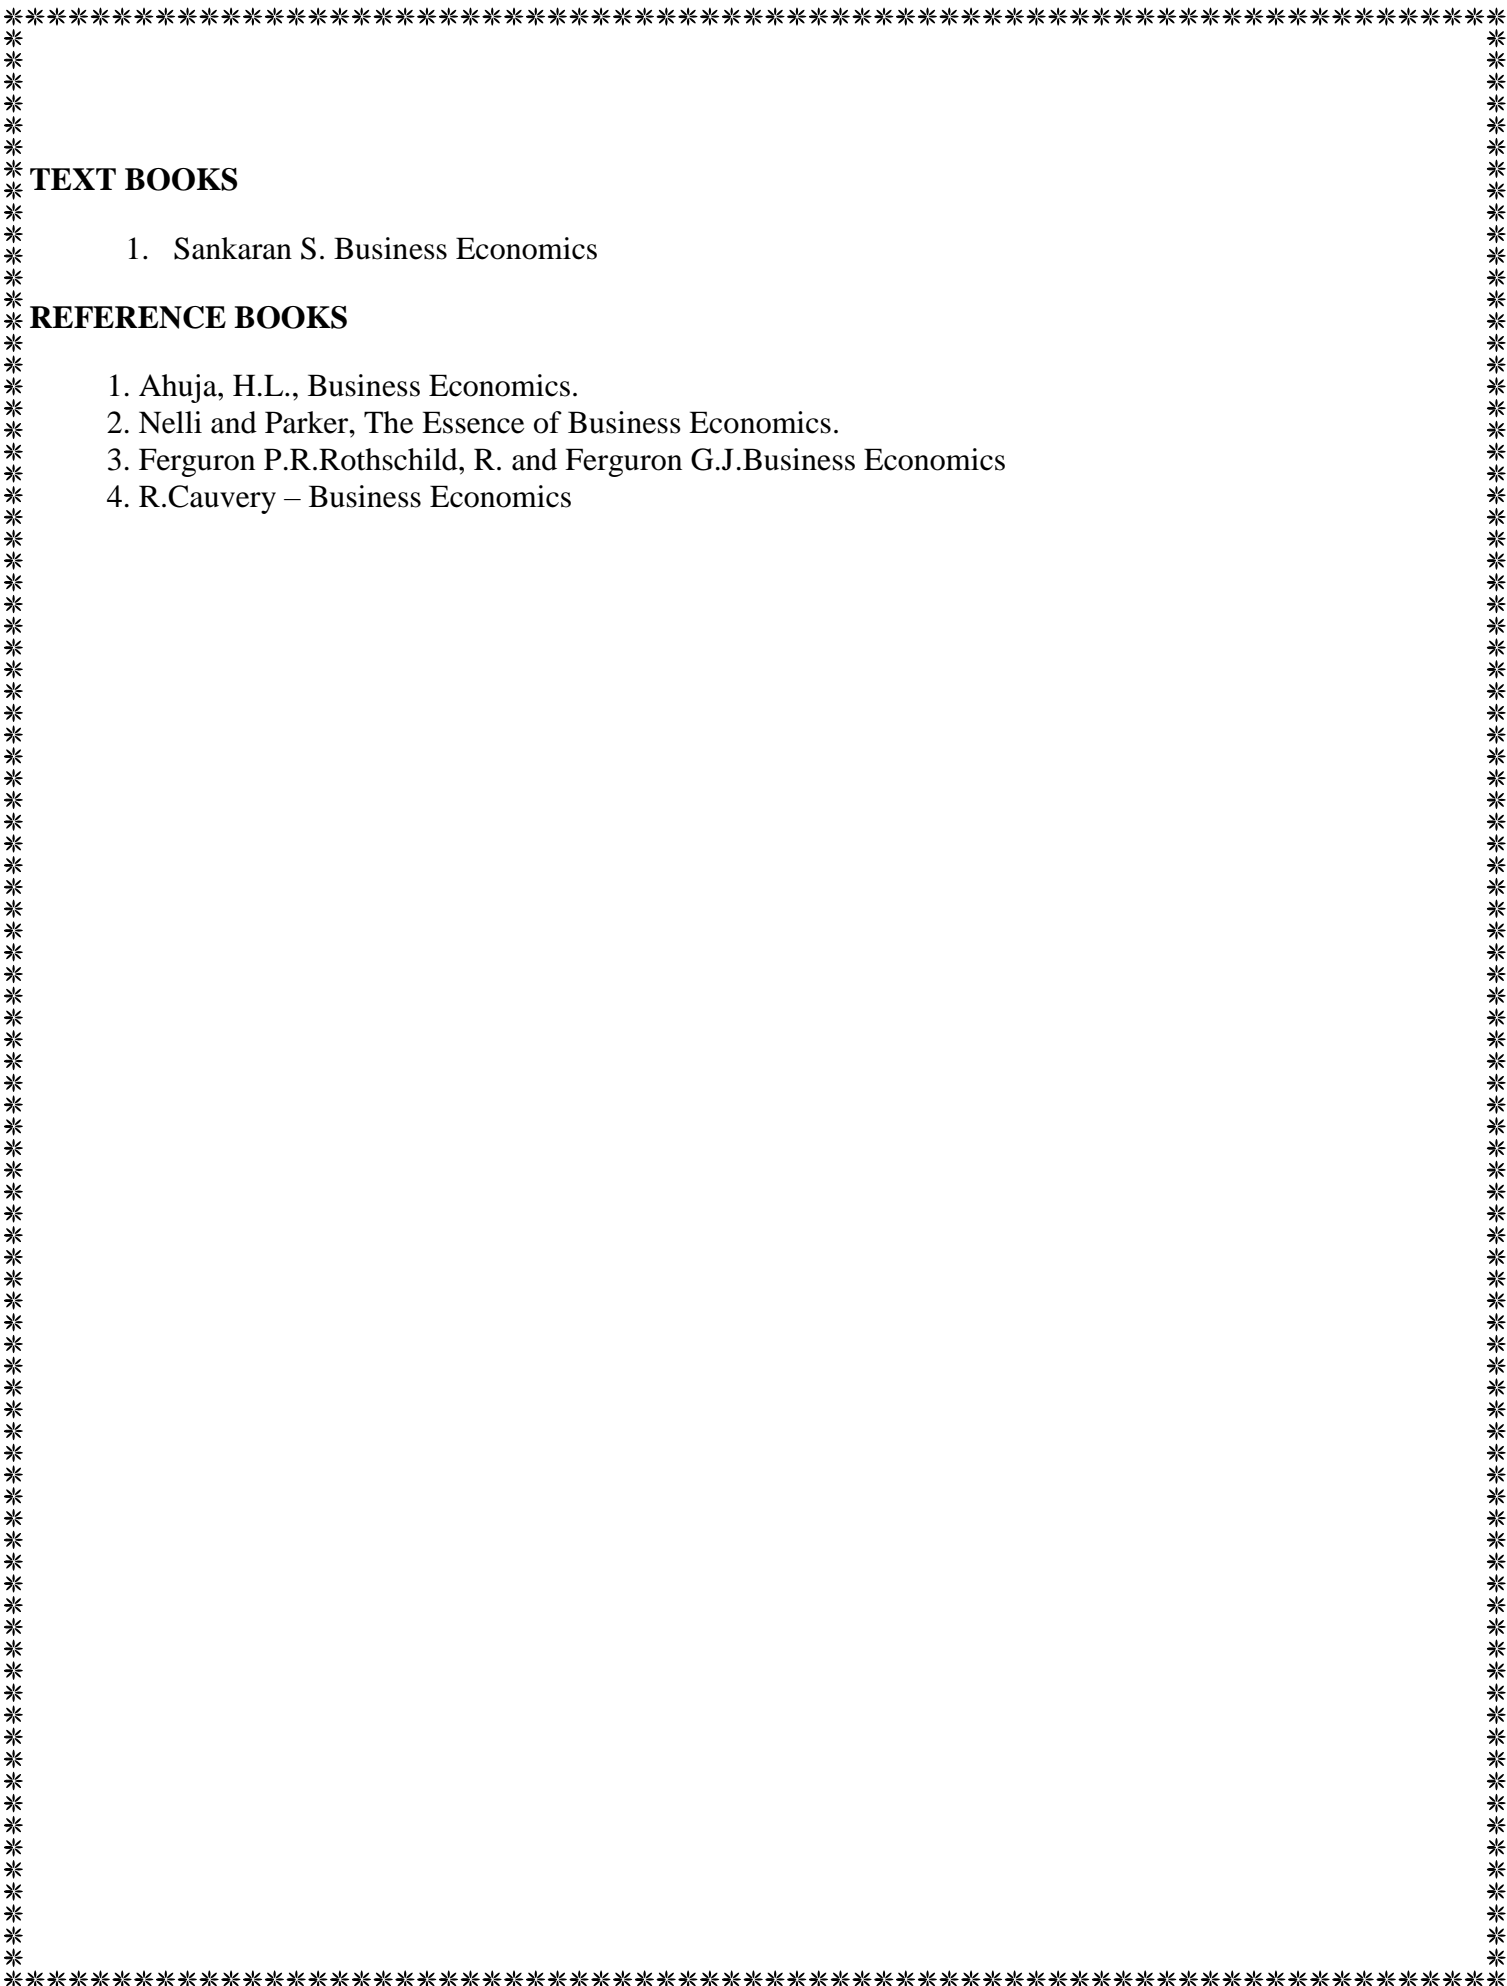 TEXT BOOKS
1. Sankaran S. Business Economics
REFERENCE BOOKS
1. Ahuja, H.L., Business Economics.
2. Nelli and Parker, The Essence of Business Economics.
3. Ferguron P.R.Rothschild, R. and Ferguron G.J.Business Economics
4. R.Cauvery – Business Economics